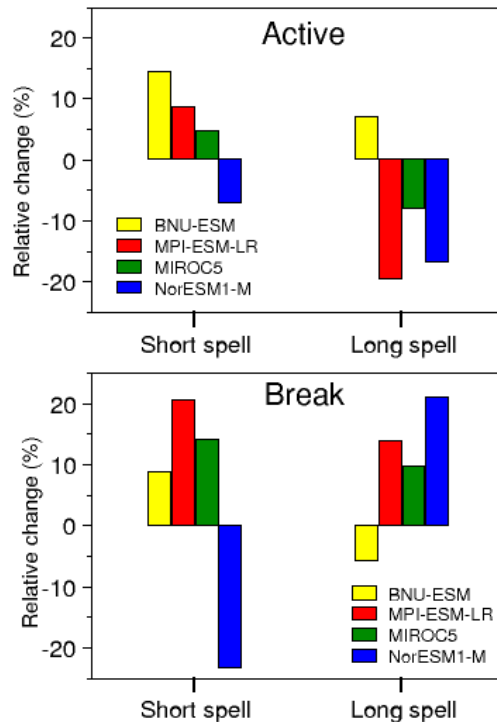 Active
Relative change (%)
20
10
0
-10
-20
BNU-ESM
MPI-ESM-LR
MIROC5
NorESM1-M
Short spell
Long spell
Break
Relative change (%)
20
10
0
-10
-20
BNU-ESM
MPI-ESM-LR
MIROC5
NorESM1-M
Short spell
Long spell